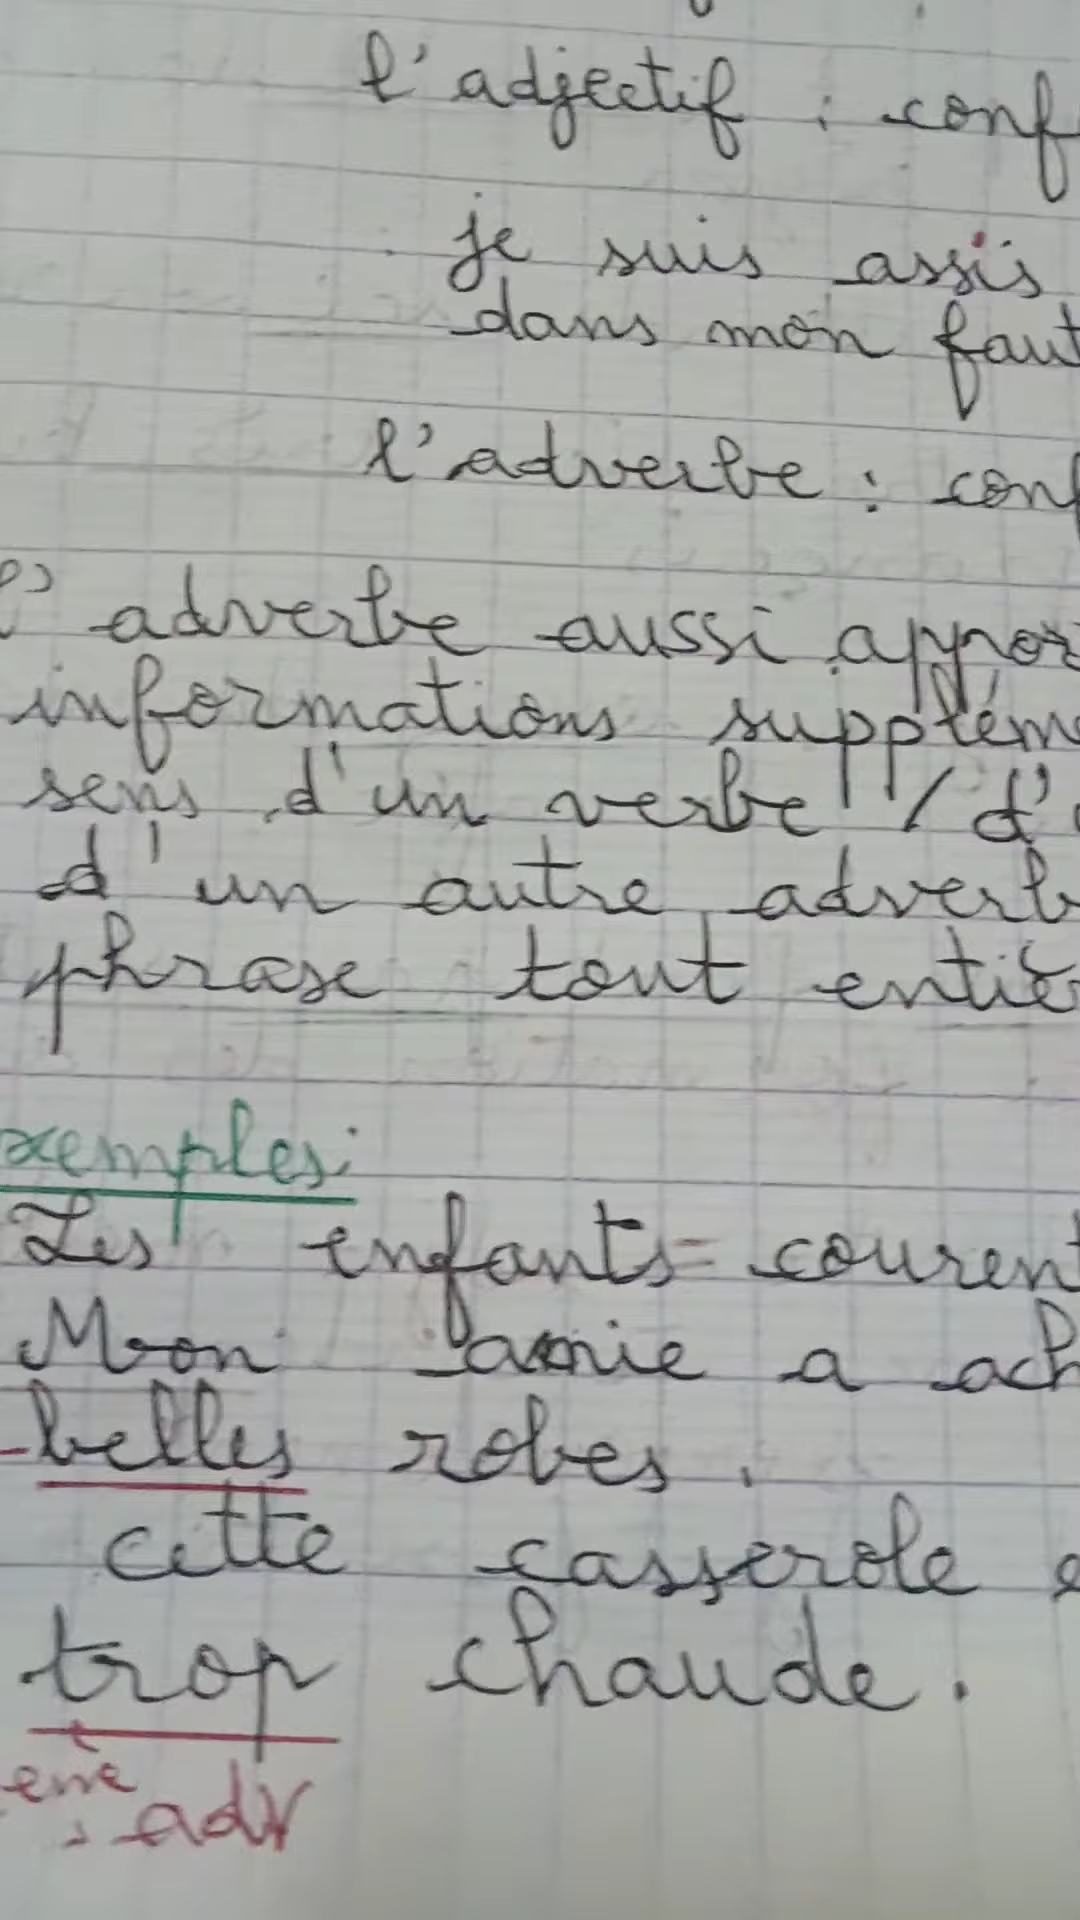 l'adjectif : conf
je suis assis
dans mon faut
l'adverbe : conf
l'adverbe aussi appor
informations supplém
sens d'un verbe / d'
d'un autre adverb
phrase tout entiè
xemples:
Les enfants courent
Mon amie a ach
belles robes.
cette casserole e
trop chaude.
adv